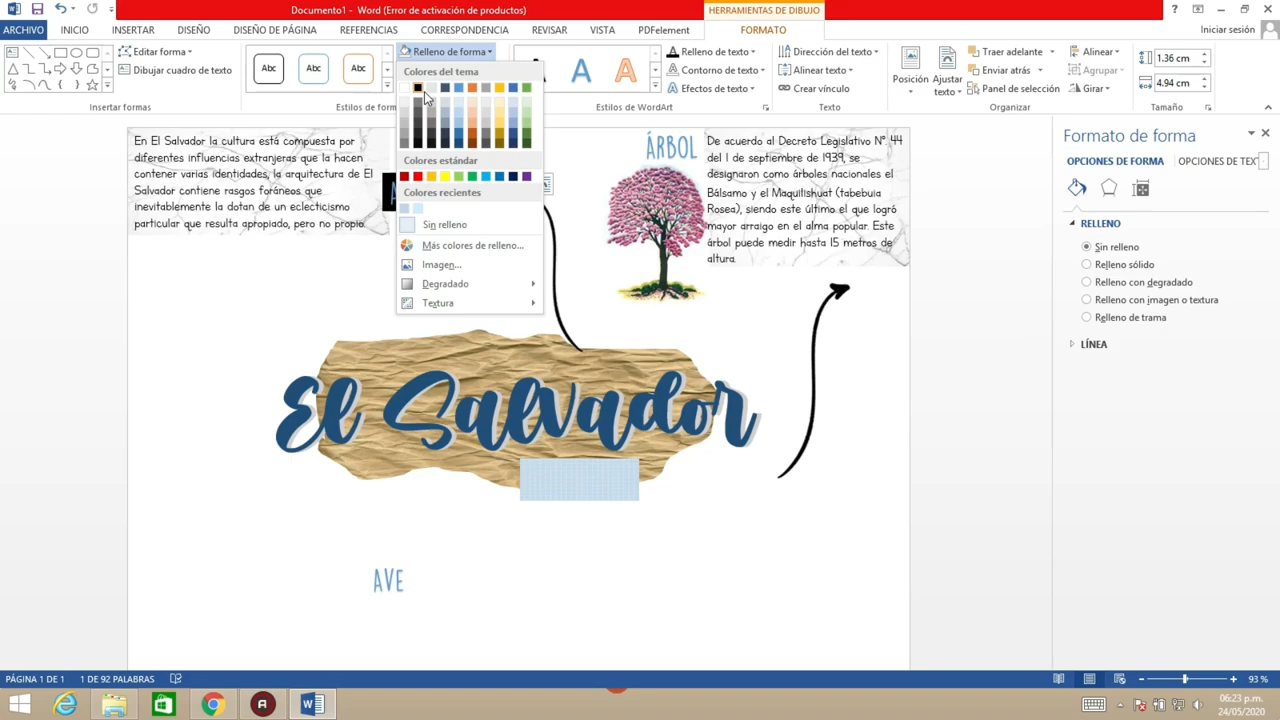 Documento1 - Word (Error de activación de productos)
HERRAMIENTAS DE DIBUJO
ARCHIVO INICIO INSERTAR DISEÑO DISEÑO DE PÁGINA REFERENCIAS CORRESPONDENCIA REVISAR VISTA PDFelement FORMATO Iniciar sesión
Editar forma
Dibujar cuadro de texto
Insertar formas
Abc Abc Abc
Estilos de form
Relleno de forma
A A
Relleno de texto
Contorno de texto
Efectos de texto
Estilos de WordArt
Dirección del texto
Alinear texto
Crear vínculo
Texto
Posición
Ajustar texto
Traer adelante
Enviar atrás
Panel de selección
Alinear
Agrupar
Girar
Organizar
1.36 cm
4.94 cm
Tamaño
Colores del tema
Colores estándar
Colores recientes
Sin relleno
Más colores de relleno...
Imagen...
Degradado
Textura
En El Salvador la cultura está compuesta por
diferentes influencias extranjeras que la hacen
contener varias identidades, la arquitectura de El
Salvador contiene rasgos foráneos que
inevitablemente la dotan de un eclecticismo
particular que resulta apropiado, pero no propio.
ÁRBOL
De acuerdo al Decreto Legislativo N° 44
del 1 de septiembre de 1939, se
designaron como árboles nacionales el
Bálsamo y el Maquilishuat (tabebuia
Rosea), siendo este último el que logró
mayor arraigo en el alma popular. Este
árbol puede medir hasta 15 metros de
altura.
El Salvador
AVE
Formato de forma
OPCIONES DE FORMA OPCIONES DE TEX
RELLENO
Sin relleno
Relleno sólido
Relleno con degradado
Relleno con imagen o textura
Relleno de trama
LÍNEA
PÁGINA 1 DE 1 1 DE 92 PALABRAS 93 %
06:23 p.m.
24/05/2020